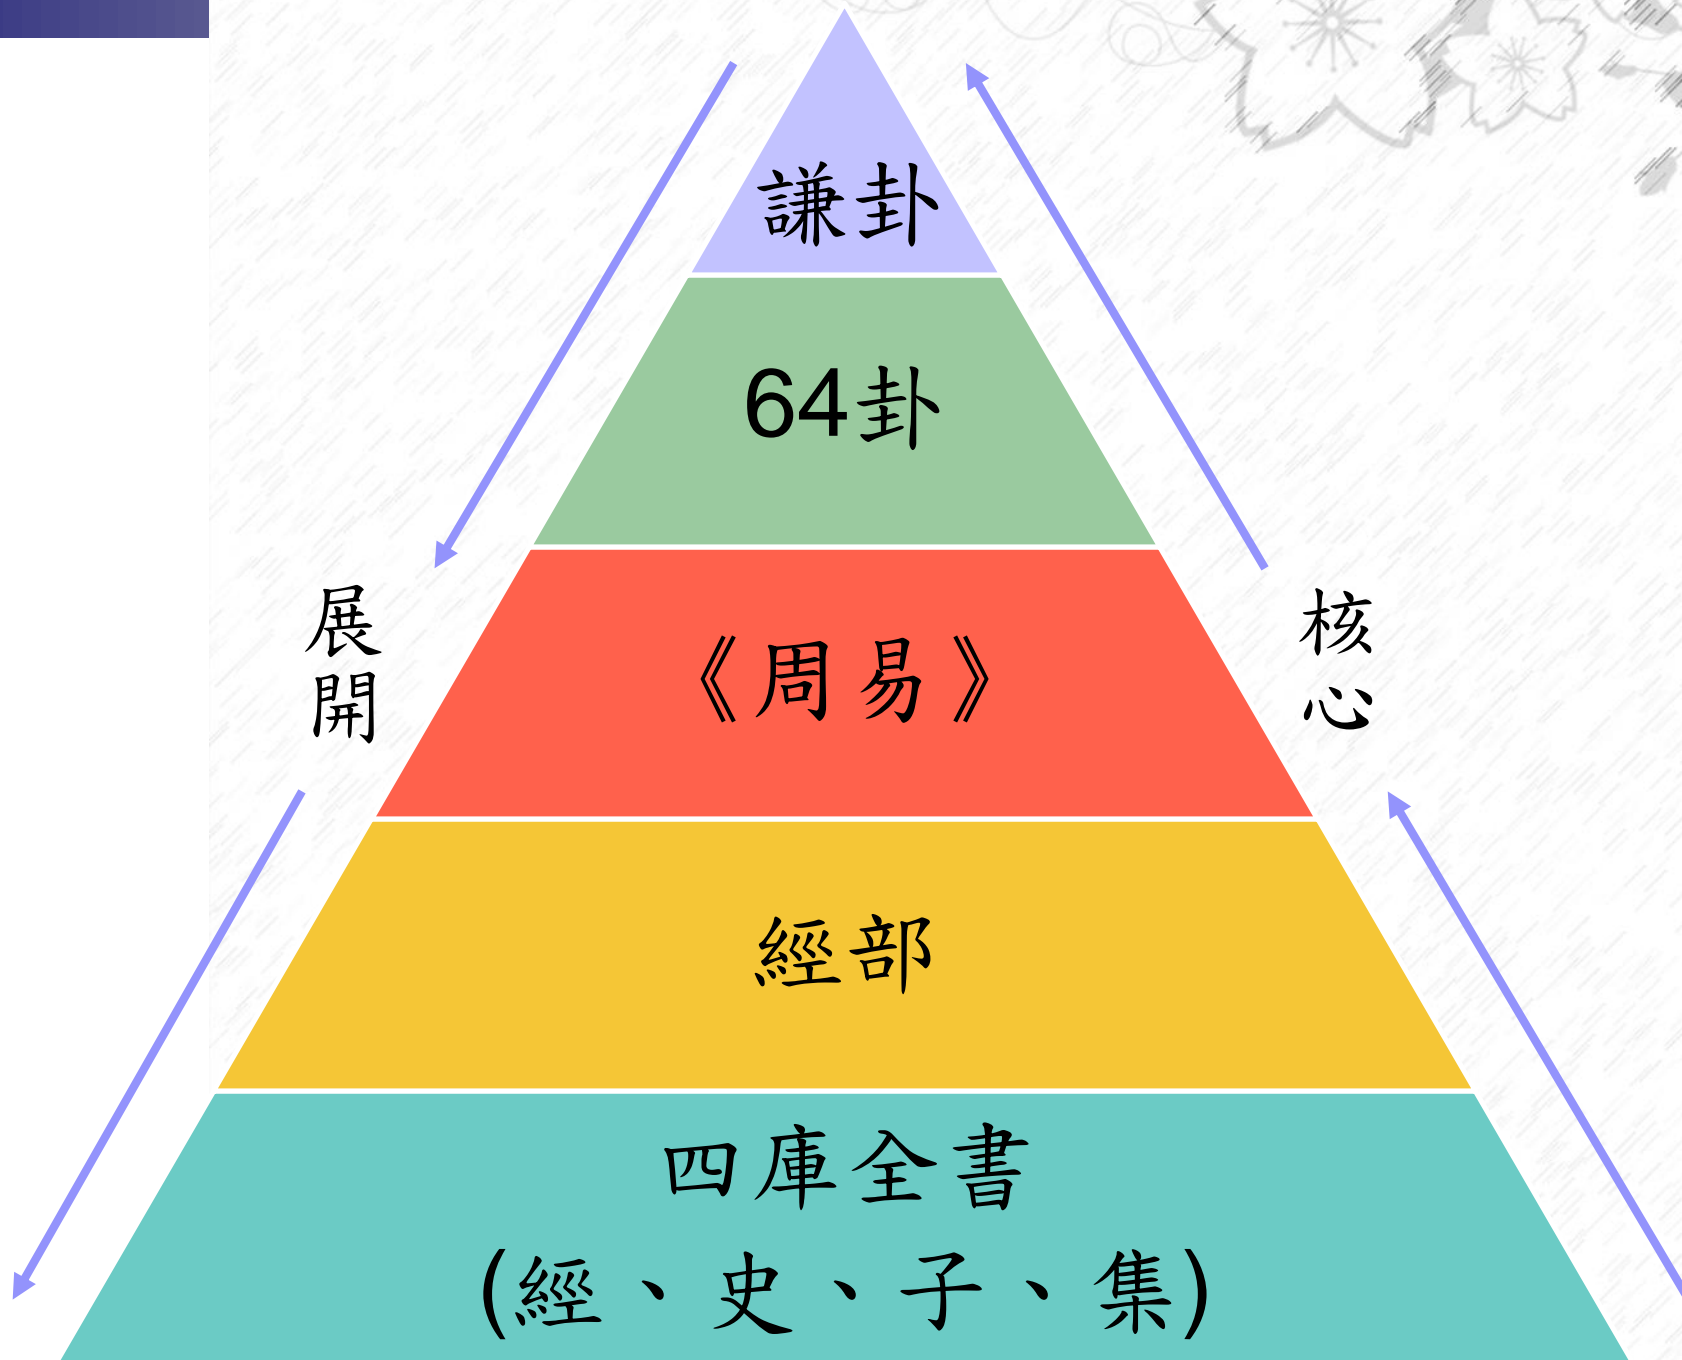 謙卦
64卦
展開
《周易》
核心
經部
四庫全書
(經、史、子、集)